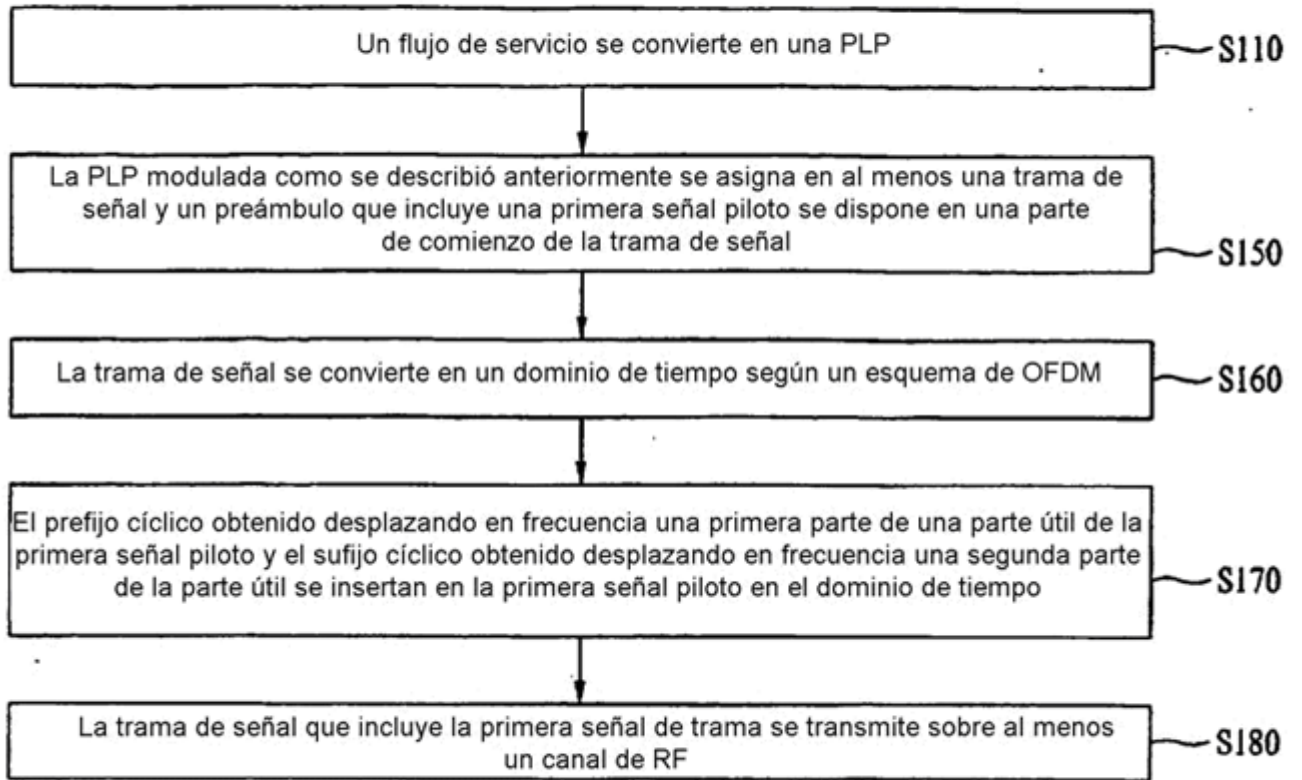 Un flujo de servicio se convierte en una PLP
S110
La PLP modulada como se describió anteriormente se asigna en al menos una trama de
señal y un preámbulo que incluye una primera señal piloto se dispone en una parte
de comienzo de la trama de señal
S150
La trama de señal se convierte en un dominio de tiempo según un esquema de OFDM
S160
El prefijo cíclico obtenido desplazando en frecuencia una primera parte de una parte útil de la
primera señal piloto y el sufijo cíclico obtenido desplazando en frecuencia una segunda parte
de la parte útil se insertan en la primera señal piloto en el dominio de tiempo
S170
La trama de señal que incluye la primera señal de trama se transmite sobre al menos
un canal de RF
S180